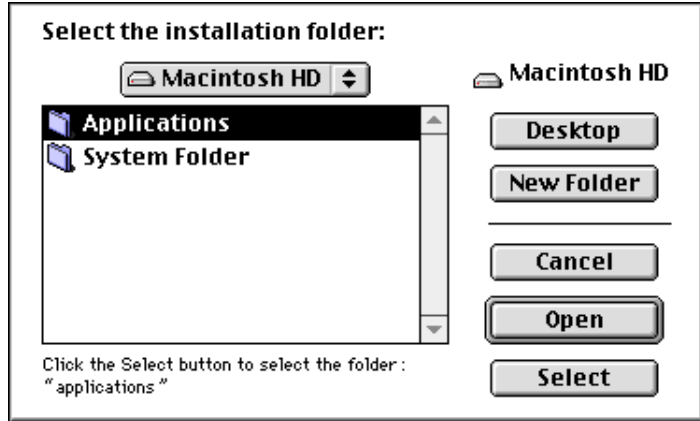 Select the installation folder:
Macintosh HD
Macintosh HD
Applications
System Folder
Desktop
New Folder
Cancel
Open
Select
Click the Select button to select the folder:
"applications"